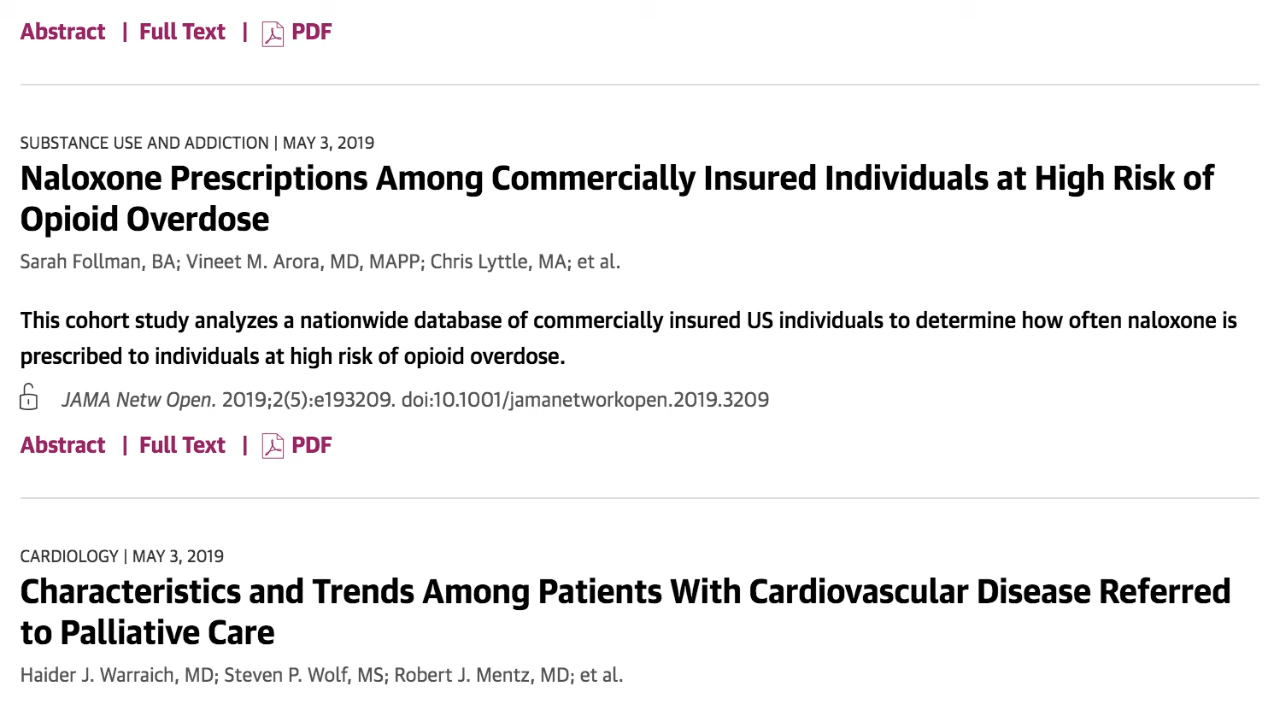 Abstract | Full Text | PDF
SUBSTANCE USE AND ADDICTION | MAY 3, 2019
Naloxone Prescriptions Among Commercially Insured Individuals at High Risk of
Opioid Overdose
Sarah Follman, BA; Vineet M. Arora, MD, MAPP; Chris Lyttle, MA; et al.
This cohort study analyzes a nationwide database of commercially insured US individuals to determine how often naloxone is
prescribed to individuals at high risk of opioid overdose.
JAMA Netw Open. 2019;2(5):e193209. doi:10.1001/jamanetworkopen.2019.3209
Abstract | Full Text | PDF
CARDIOLOGY | MAY 3, 2019
Characteristics and Trends Among Patients With Cardiovascular Disease Referred
to Palliative Care
Haider J. Warraich, MD; Steven P. Wolf, MS; Robert J. Mentz, MD; et al.